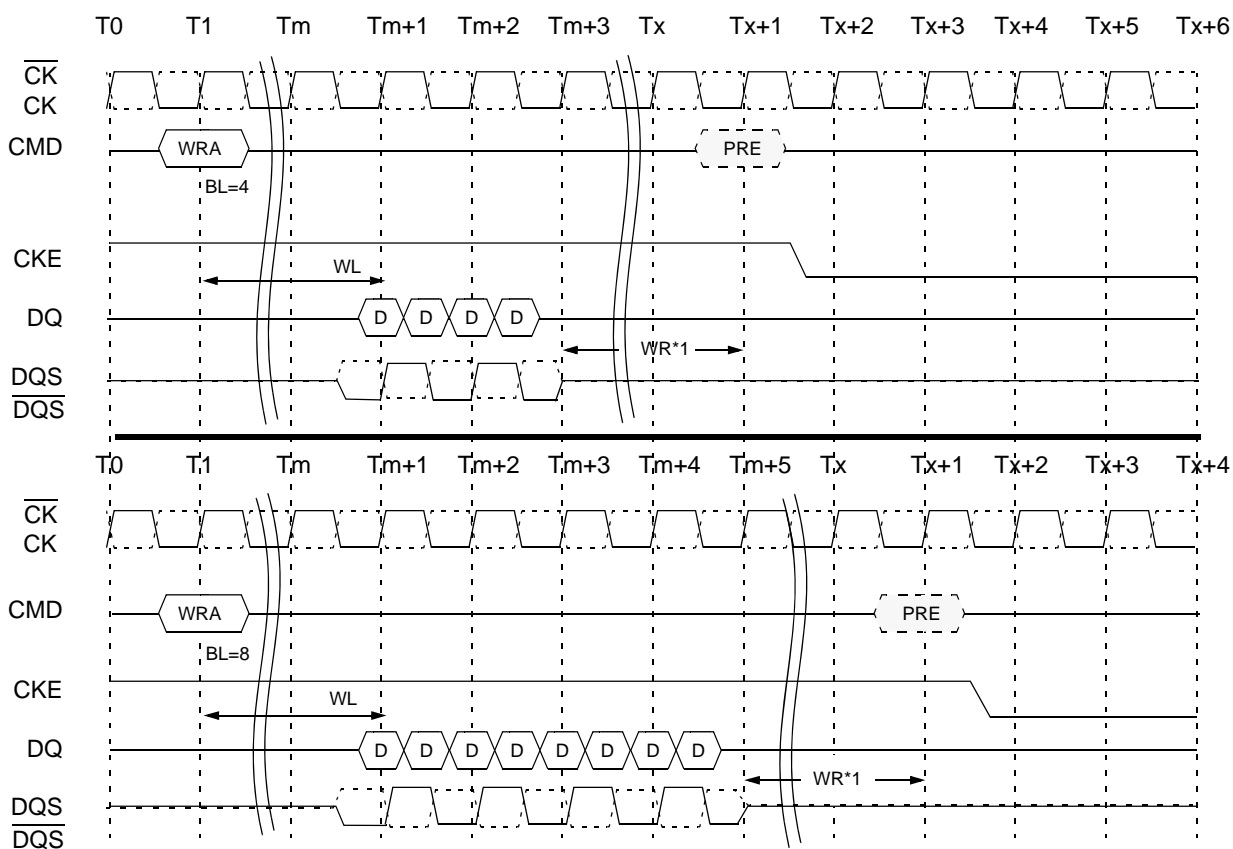 T0 T1 Tm Tm+1 Tm+2 Tm+3 Tx Tx+1 Tx+2 Tx+3 Tx+4 Tx+5 Tx+6
CK
CK
CMD WRA PRE
BL=4
CKE
WL
DQ D D D D
WR*1
DQS
DQS
T0 T1 Tm Tm+1 Tm+2 Tm+3 Tm+4 Tm+5 Tx Tx+1 Tx+2 Tx+3 Tx+4
CK
CK
CMD WRA PRE
BL=8
CKE
WL
DQ D D D D D D D D
WR*1
DQS
DQS